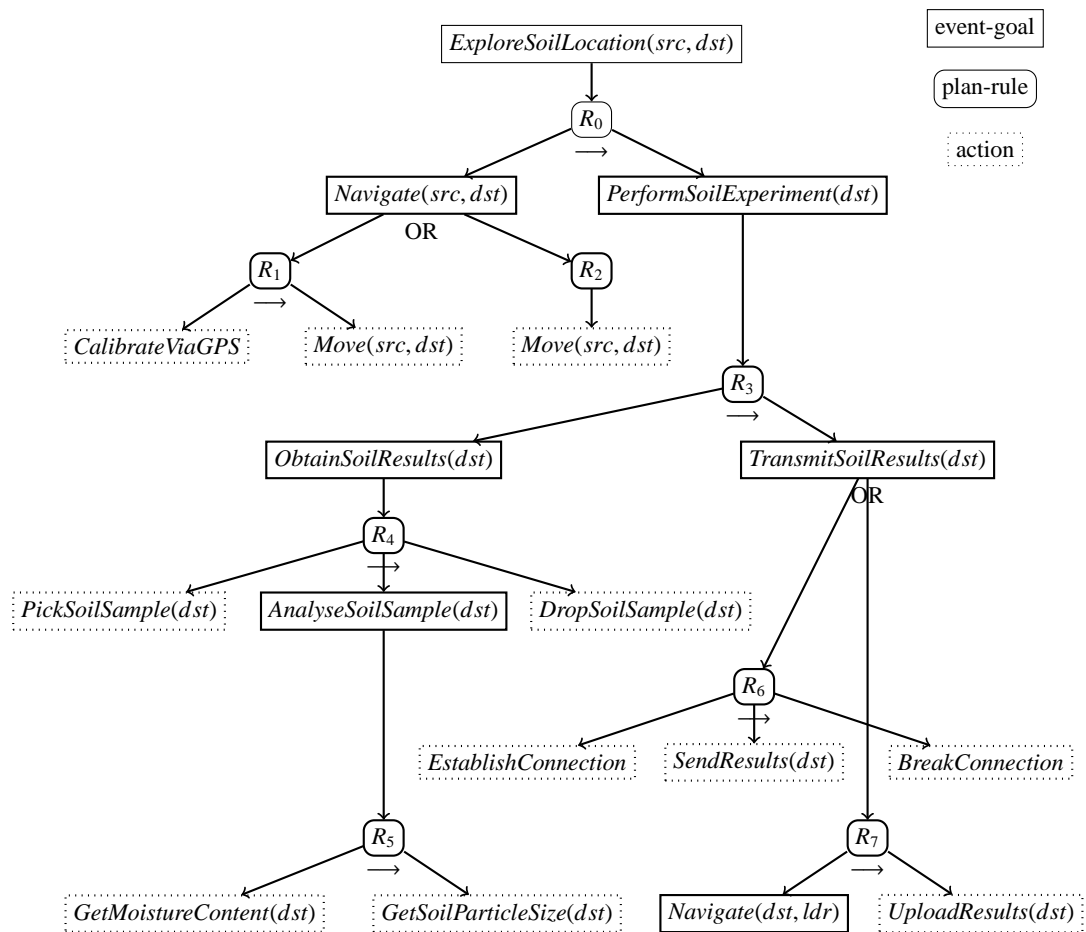 ExploreSoilLocation(src, dst)
event-goal
plan-rule
action
R0
⟶
Navigate(src, dst)
PerformSoilExperiment(dst)
OR
R1
⟶
R2
CalibrateViaGPS
Move(src, dst)
Move(src, dst)
R3
⟶
ObtainSoilResults(dst)
TransmitSoilResults(dst)
OR
R4
⟶
PickSoilSample(dst)
AnalyseSoilSample(dst)
DropSoilSample(dst)
R6
⟶
EstablishConnection
SendResults(dst)
BreakConnection
R5
⟶
R7
⟶
GetMoistureContent(dst)
GetSoilParticleSize(dst)
Navigate(dst, ldr)
UploadResults(dst)